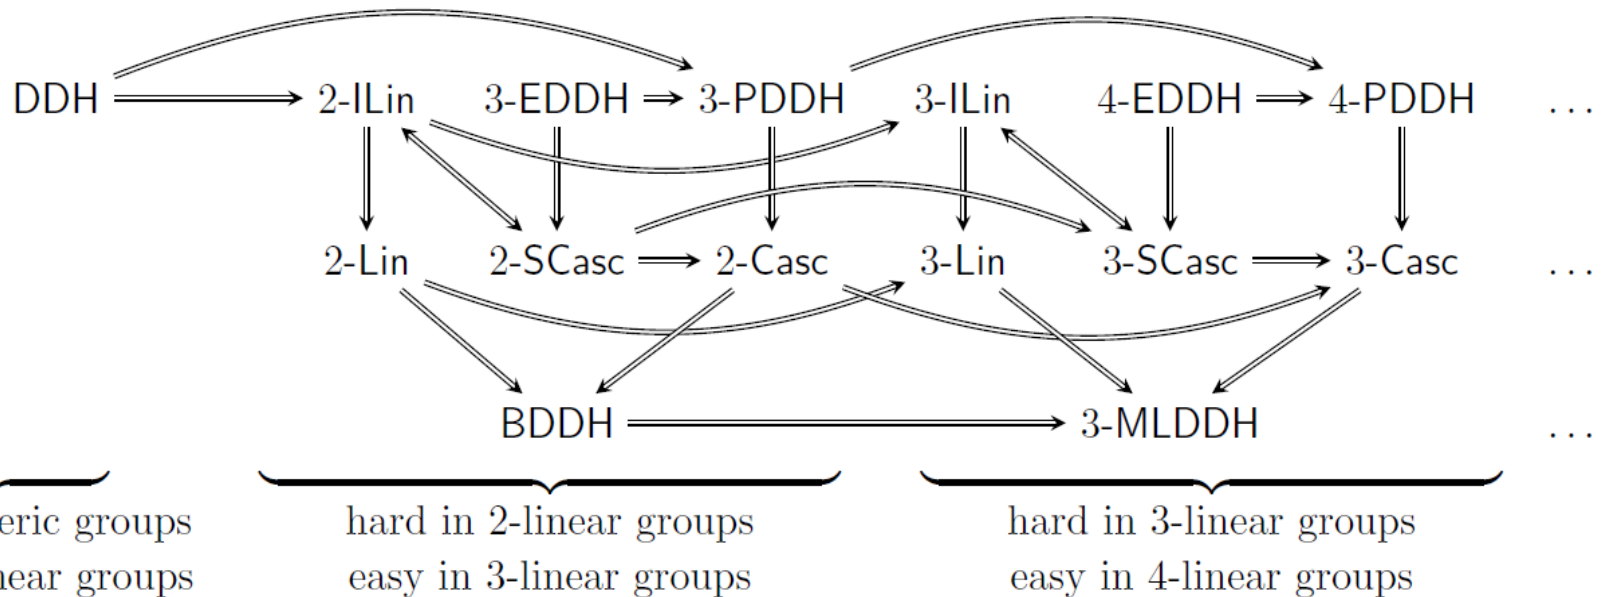 DDH 2-ILin 3-EDDH 3-PDDH 3-ILin 4-EDDH 4-PDDH ...
2-Lin 2-SCasc 2-Casc 3-Lin 3-SCasc 3-Casc ...
BDDH 3-MLDDH ...
groups hard in 2-linear groups hard in 3-linear groups
groups easy in 3-linear groups easy in 4-linear groups